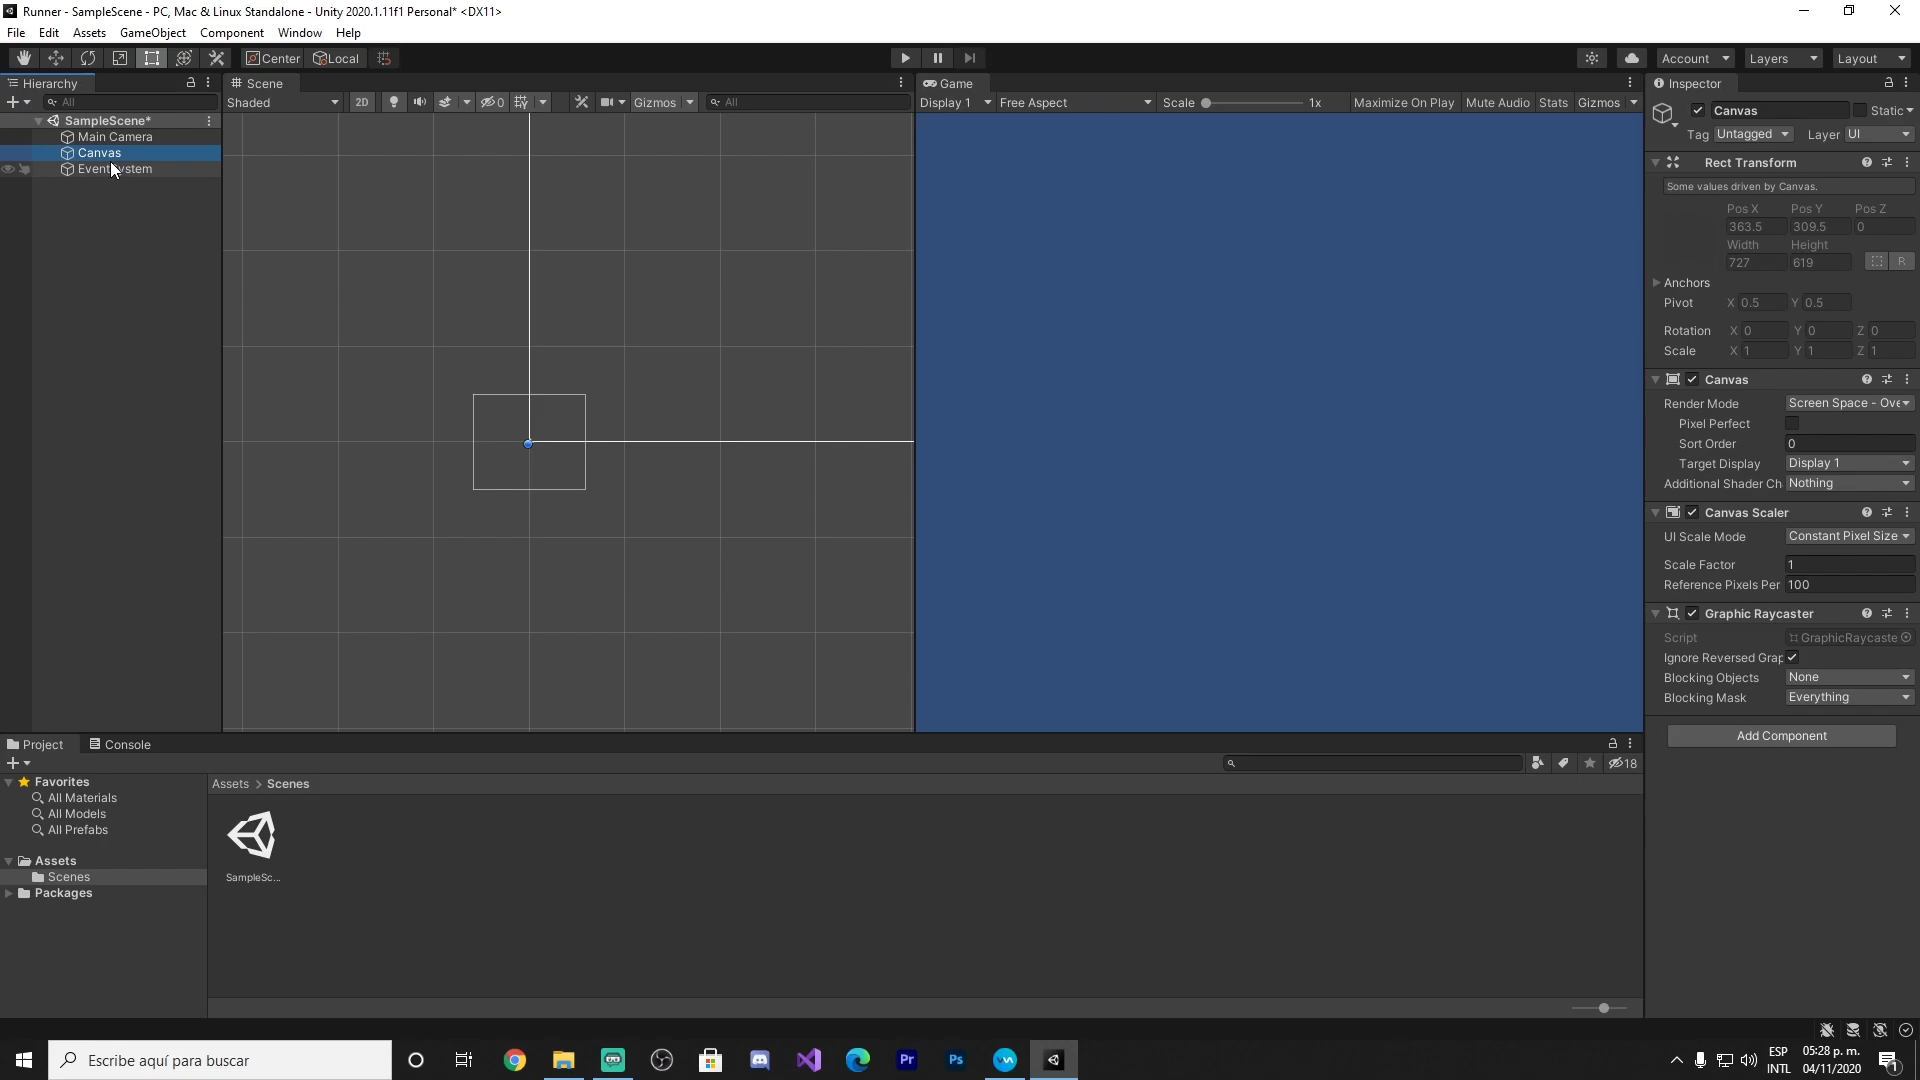 Runner - SampleScene - PC, Mac & Linux Standalone - Unity 2020.1.11f1 Personal* <DX11>
File Edit Assets GameObject Component Window Help
Center Local Account Layers Layout
Hierarchy
All
SampleScene*
Main Camera
Canvas
EventSystem
Scene
Shaded 2D 0 Gizmos All
Game
Display 1 Free Aspect Scale 1x Maximize On Play Mute Audio Stats Gizmos
Inspector
Canvas Static
Tag Untagged Layer UI
Rect Transform
Some values driven by Canvas.
Pos X Pos Y Pos Z
363.5 309.5 0
Width Height
727 619 R
Anchors
Pivot X 0.5 Y 0.5
Rotation X 0 Y 0 Z 0
Scale X 1 Y 1 Z 1
Canvas
Render Mode Screen Space - Ove
Pixel Perfect
Sort Order 0
Target Display Display 1
Additional Shader Ch Nothing
Canvas Scaler
UI Scale Mode Constant Pixel Size
Scale Factor 1
Reference Pixels Per 100
Graphic Raycaster
Script GraphicRaycaste
Ignore Reversed Grap
Blocking Objects None
Blocking Mask Everything
Add Component
Project Console
18
Favorites
All Materials
All Models
All Prefabs
Assets
Scenes
Packages
Assets > Scenes
SampleSc...
Escribe aquí para buscar
Pr Ps
ESP
INTL
05:28 p. m.
04/11/2020
1